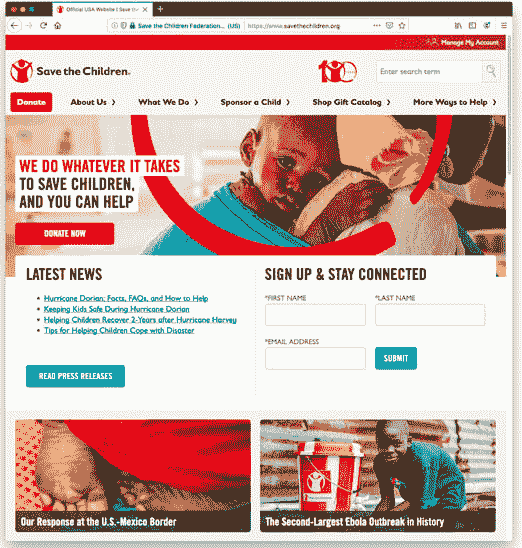 Official USA Website | Save the
Save the Children Federation... (US)
https://www.savethechildren.org
Manage My Account
Save the Children.
100
Enter search term
Donate
About Us
What We Do
Sponsor a Child
Shop Gift Catalog
More Ways to Help
WE DO WHATEVER IT TAKES
TO SAVE CHILDREN,
AND YOU CAN HELP
DONATE NOW
LATEST NEWS
Hurricane Dorian: Facts, FAQs, and How to Help
Keeping Kids Safe During Hurricane Dorian
Helping Children Recover 2-Years after Hurricane Harvey
Tips for Helping Children Cope with Disaster
READ PRESS RELEASES
SIGN UP & STAY CONNECTED
*FIRST NAME
*LAST NAME
*EMAIL ADDRESS
SUBMIT
Our Response at the U.S.-Mexico Border
The Second-Largest Ebola Outbreak in History